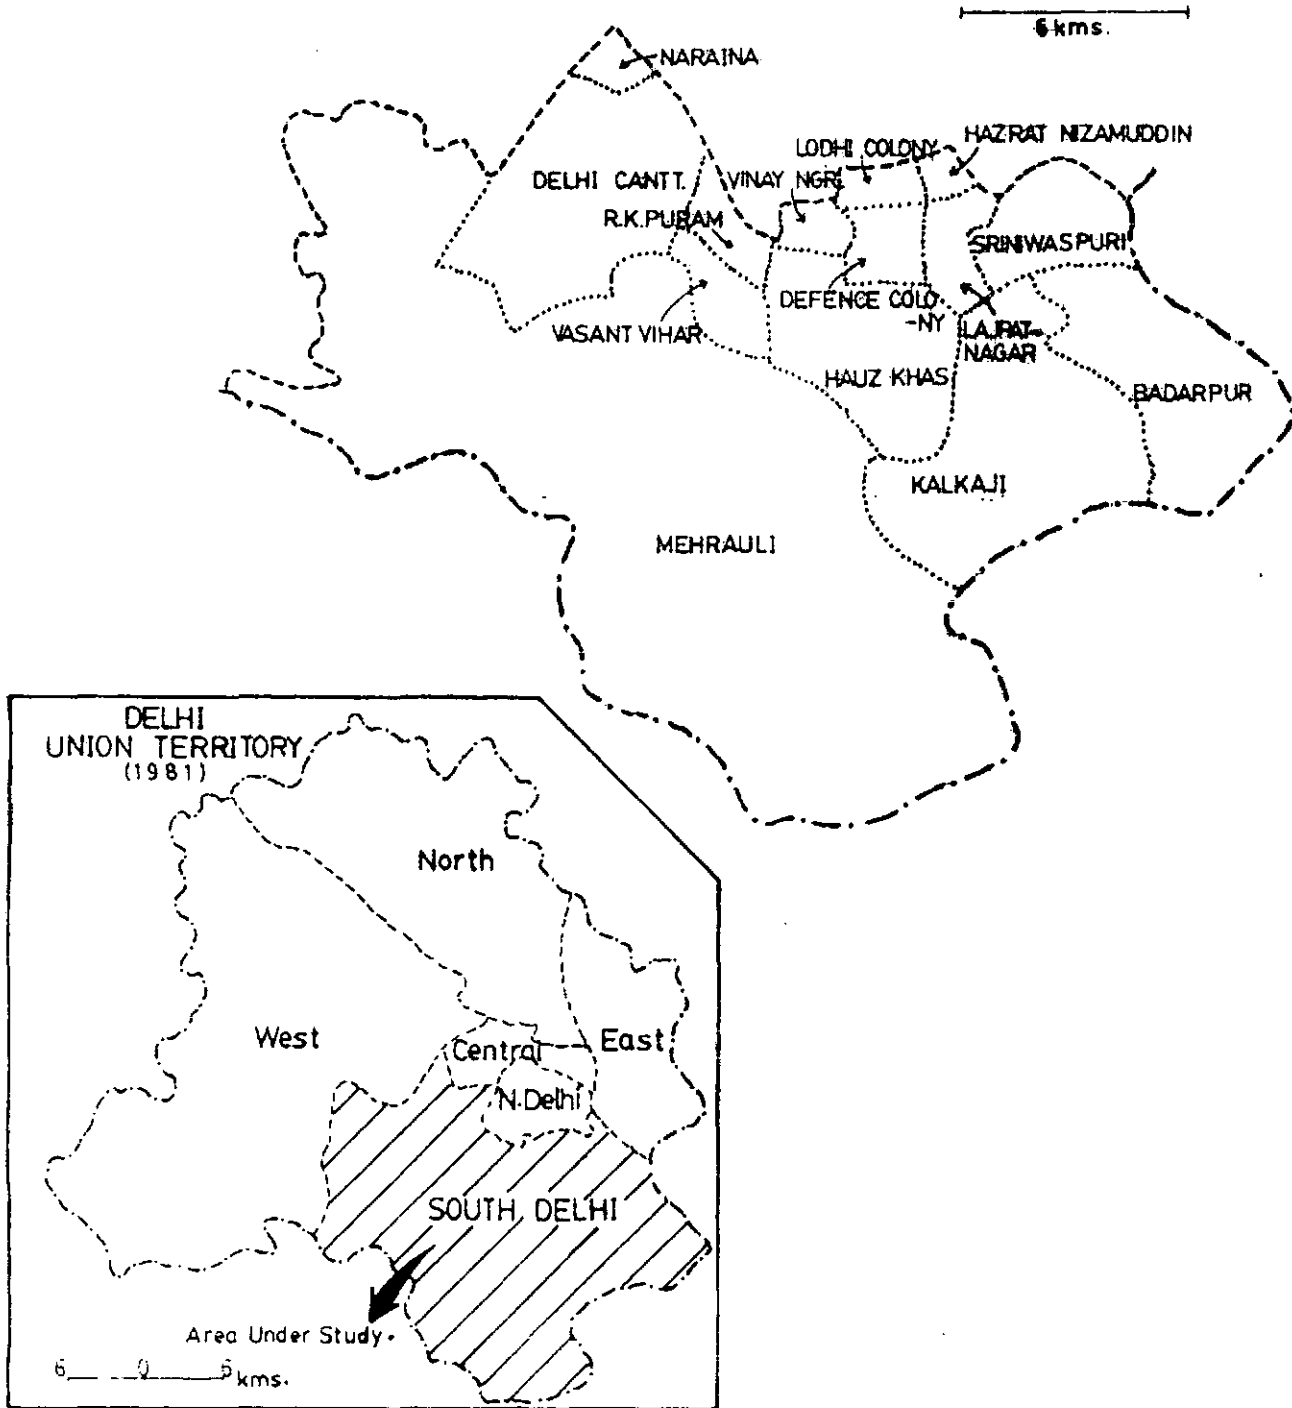 6 kms.
NARAINA
HAZRAT NIZAMUDDIN
LODHI COLONY
DELHI CANTT.
VINAY NGR.
R.K.PURAM
SRINIWASPURI
DEFENCE COLO
-NY
VASANT VIHAR
LAJPAT-
NAGAR
HAUZ KHAS
BADARPUR
KALKAJI
MEHRAULI
DELHI
UNION TERRITORY
(1981)
North
West
Central
East
N.Delhi
SOUTH DELHI
Area Under Study.
6 0 6 kms.